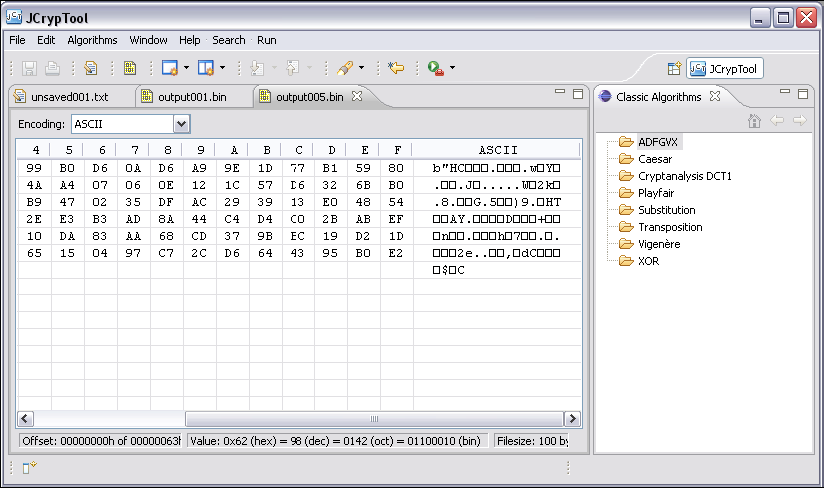 JCrypTool
File Edit Algorithms Window Help Search Run
JCrypTool
unsaved001.txt output001.bin output005.bin
Classic Algorithms
Encoding: ASCII
4 5 6 7 8 9 A B C D E F ASCII
99 B0 D6 0A D6 A9 9E 1D 77 B1 59 80 b"HC□□□.□□□.w□Y□
4A A4 07 06 0E 12 1C 57 D6 32 6B B0 .□□.J□.....W□2k□
B9 47 02 35 DF AC 29 39 13 E0 48 54 .8.□G.5□□)9.□HT
2E E3 B3 AD 8A 44 C4 D4 C0 2B AB EF □□AY.□□□□D□□□+□□
10 DA 83 AA 68 CD 37 9B EC 19 D2 1D □n□□.□□□h□7□□.□.
65 15 04 97 C7 2C D6 64 43 95 B0 E2 □□□2e..□□,□dC□□□
□$□C
ADFGVX
Caesar
Cryptanalysis DCT1
Playfair
Substitution
Transposition
Vigenère
XOR
Offset: 00000000h of 00000063h Value: 0x62 (hex) = 98 (dec) = 0142 (oct) = 01100010 (bin) Filesize: 100 by